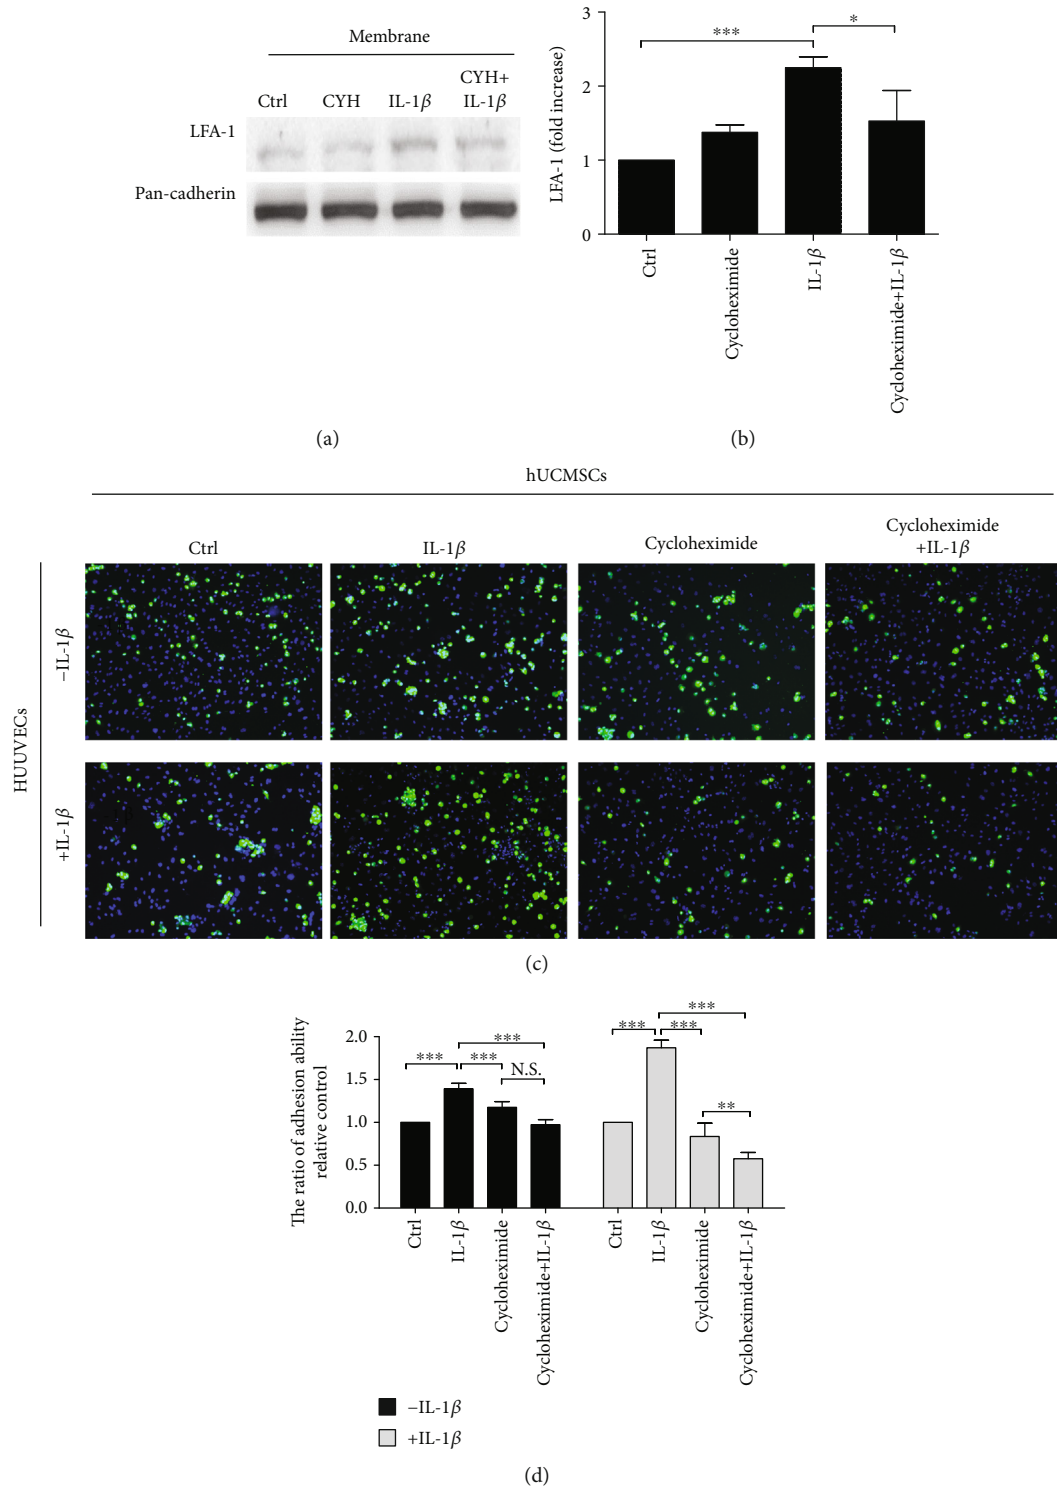 Membrane
Ctrl
CYH
IL-1β
CYH+
IL-1β
LFA-1
Pan-cadherin
(a)
LFA-1 (fold increase)
3
2
1
0
***
*
Ctrl
Cycloheximide
IL-1β
Cycloheximide+IL-1β
(b)
hUCMSCs
Ctrl
IL-1β
Cycloheximide
Cycloheximide
+IL-1β
HUUVECs
−IL-1β
+IL-1β
(c)
The ratio of adhesion ability
relative control
2.0
1.5
1.0
0.5
0.0
***
***
***
N.S.
***
***
***
**
Ctrl
IL-1β
Cycloheximide
Cycloheximide+IL-1β
Ctrl
IL-1β
Cycloheximide
Cycloheximide+IL-1β
−IL-1β
+IL-1β
(d)